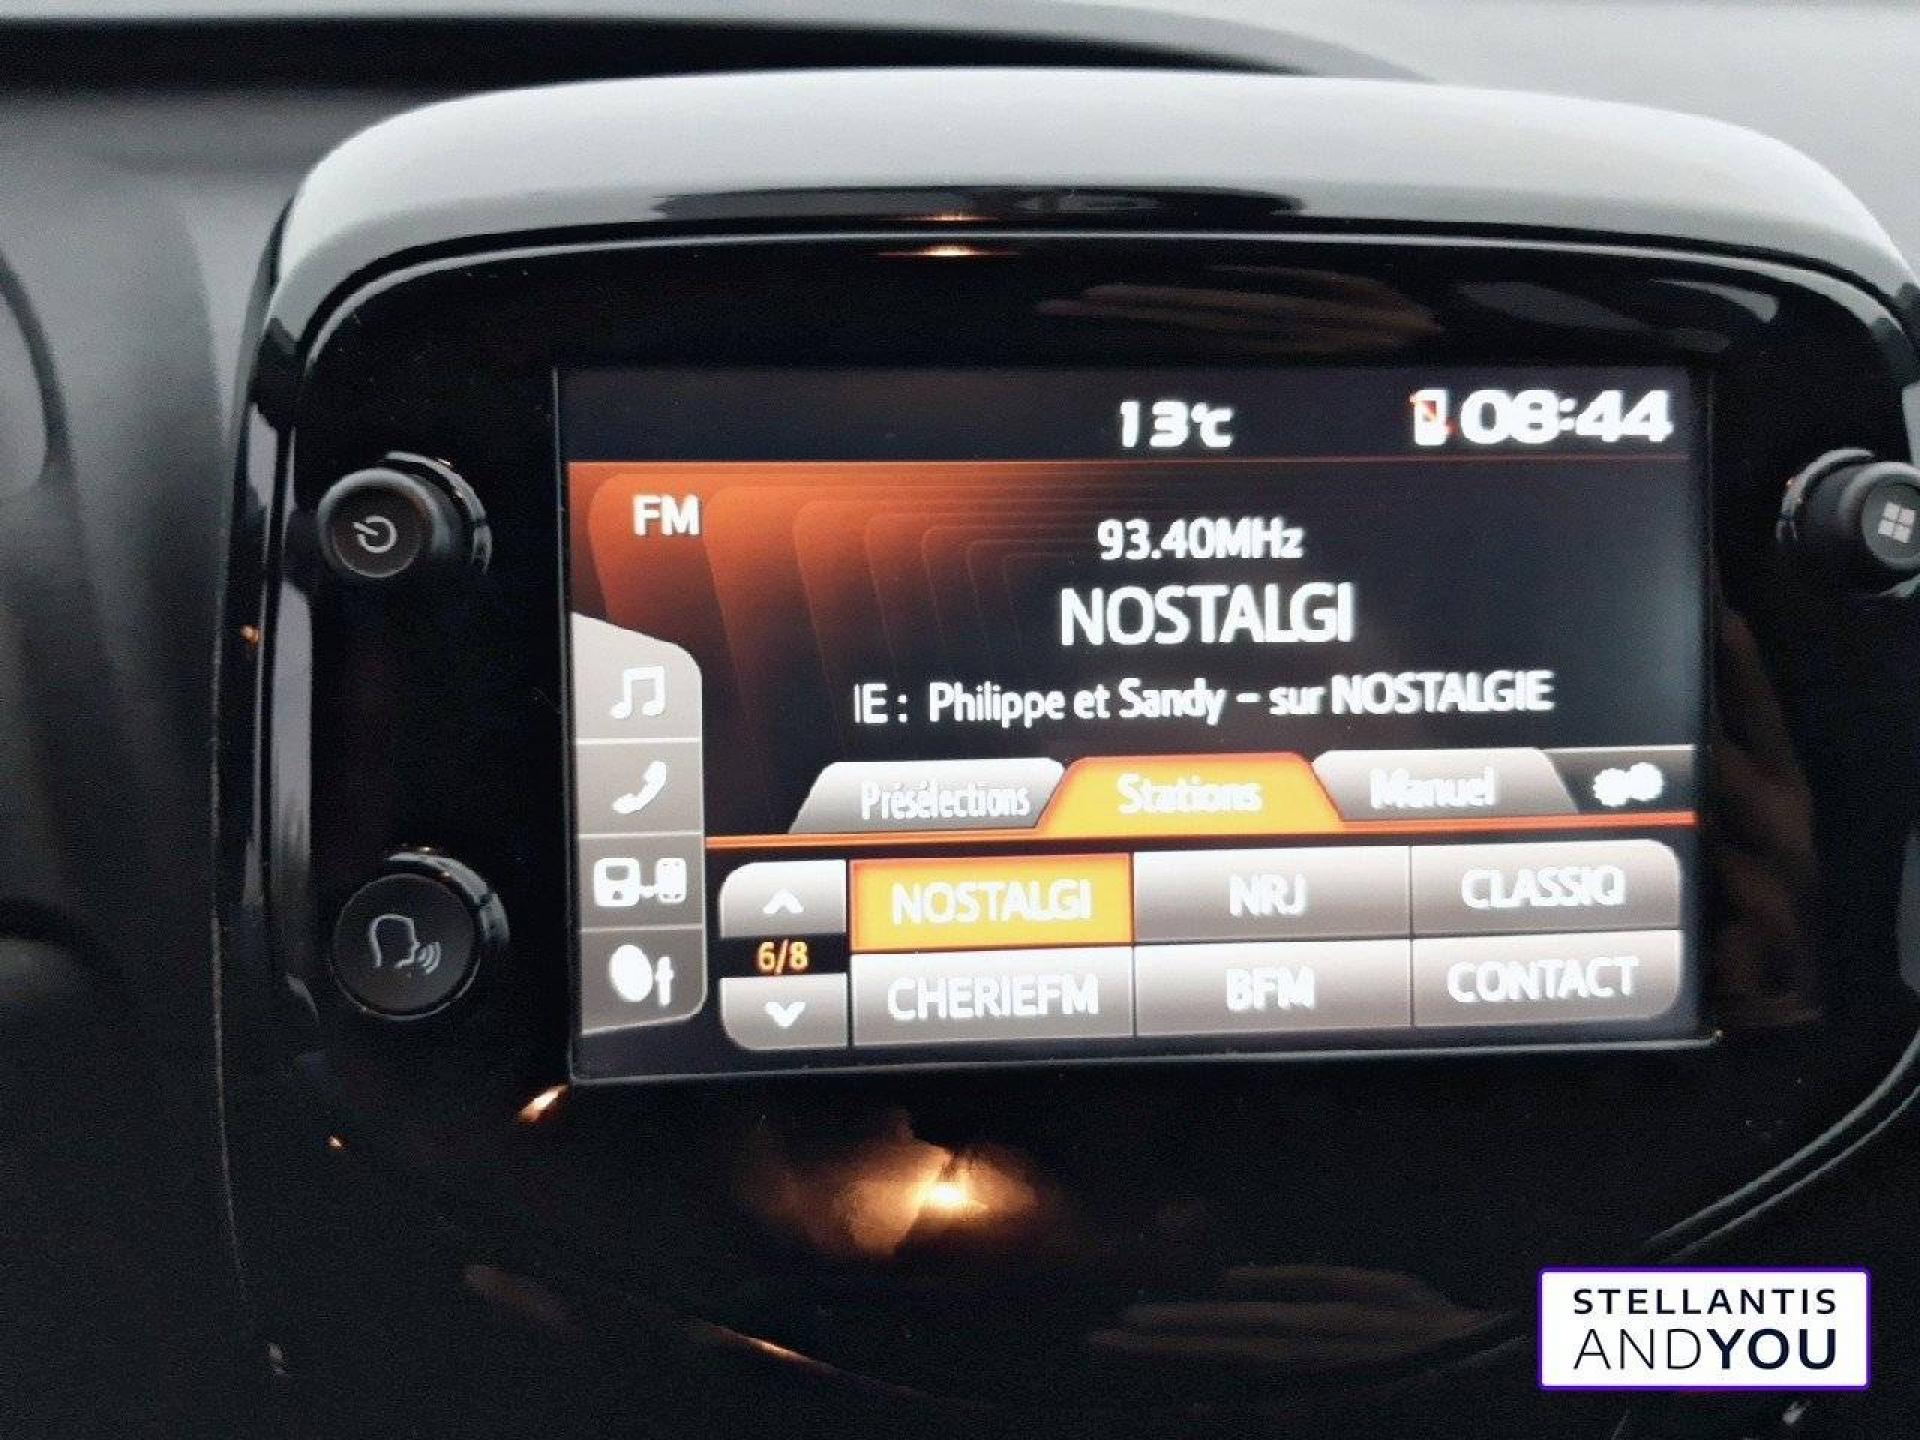 13°C
08:44
FM
93.40MHz
NOSTALGI
IE : Philippe et Sandy – sur NOSTALGIE
Présélections
Stations
Manuel
NOSTALGI
NRJ
CLASSIQ
6/8
CHERIEFM
BFM
CONTACT
STELLANTIS
ANDYOU